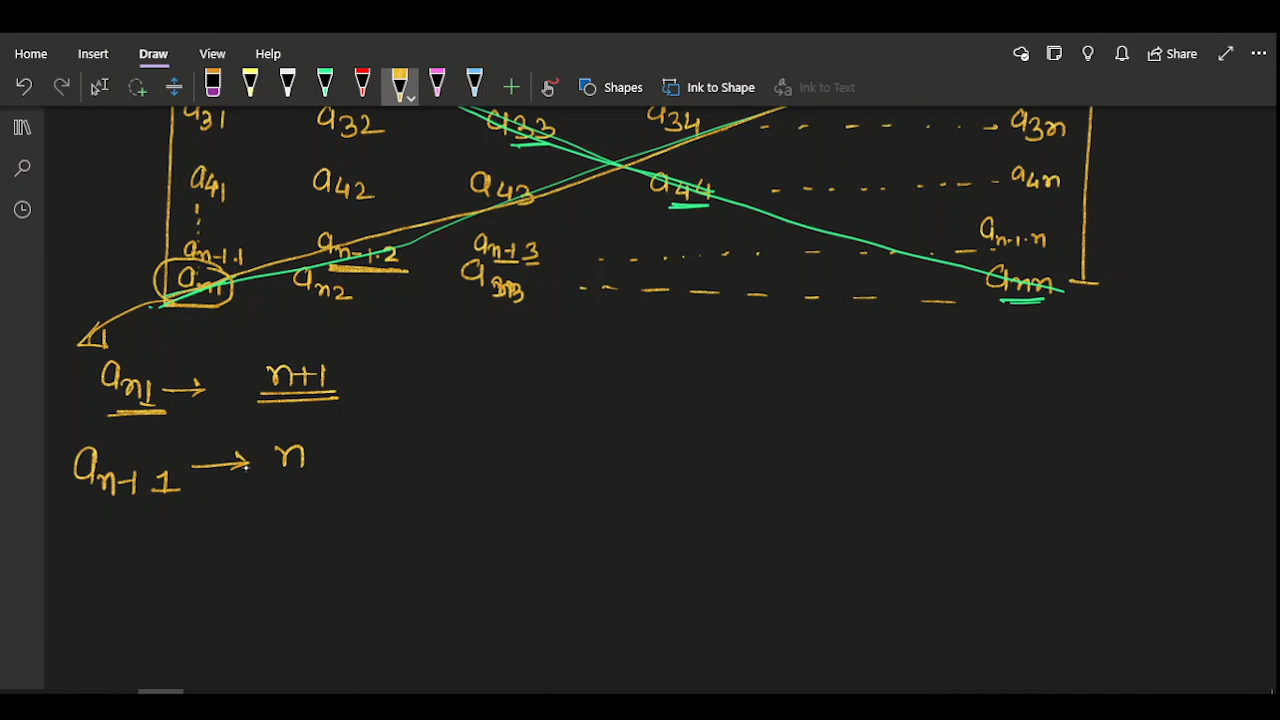 Home Insert Draw View Help Share
Shapes Ink to Shape Ink to Text
a31 a32 a33 a34 a3n
a41 a42 a43 a44 a4n
an-1.1 an-1.2 an-1 3 an-1.n
an1 an2 ann
an1 → n+1
an-1 1 → n